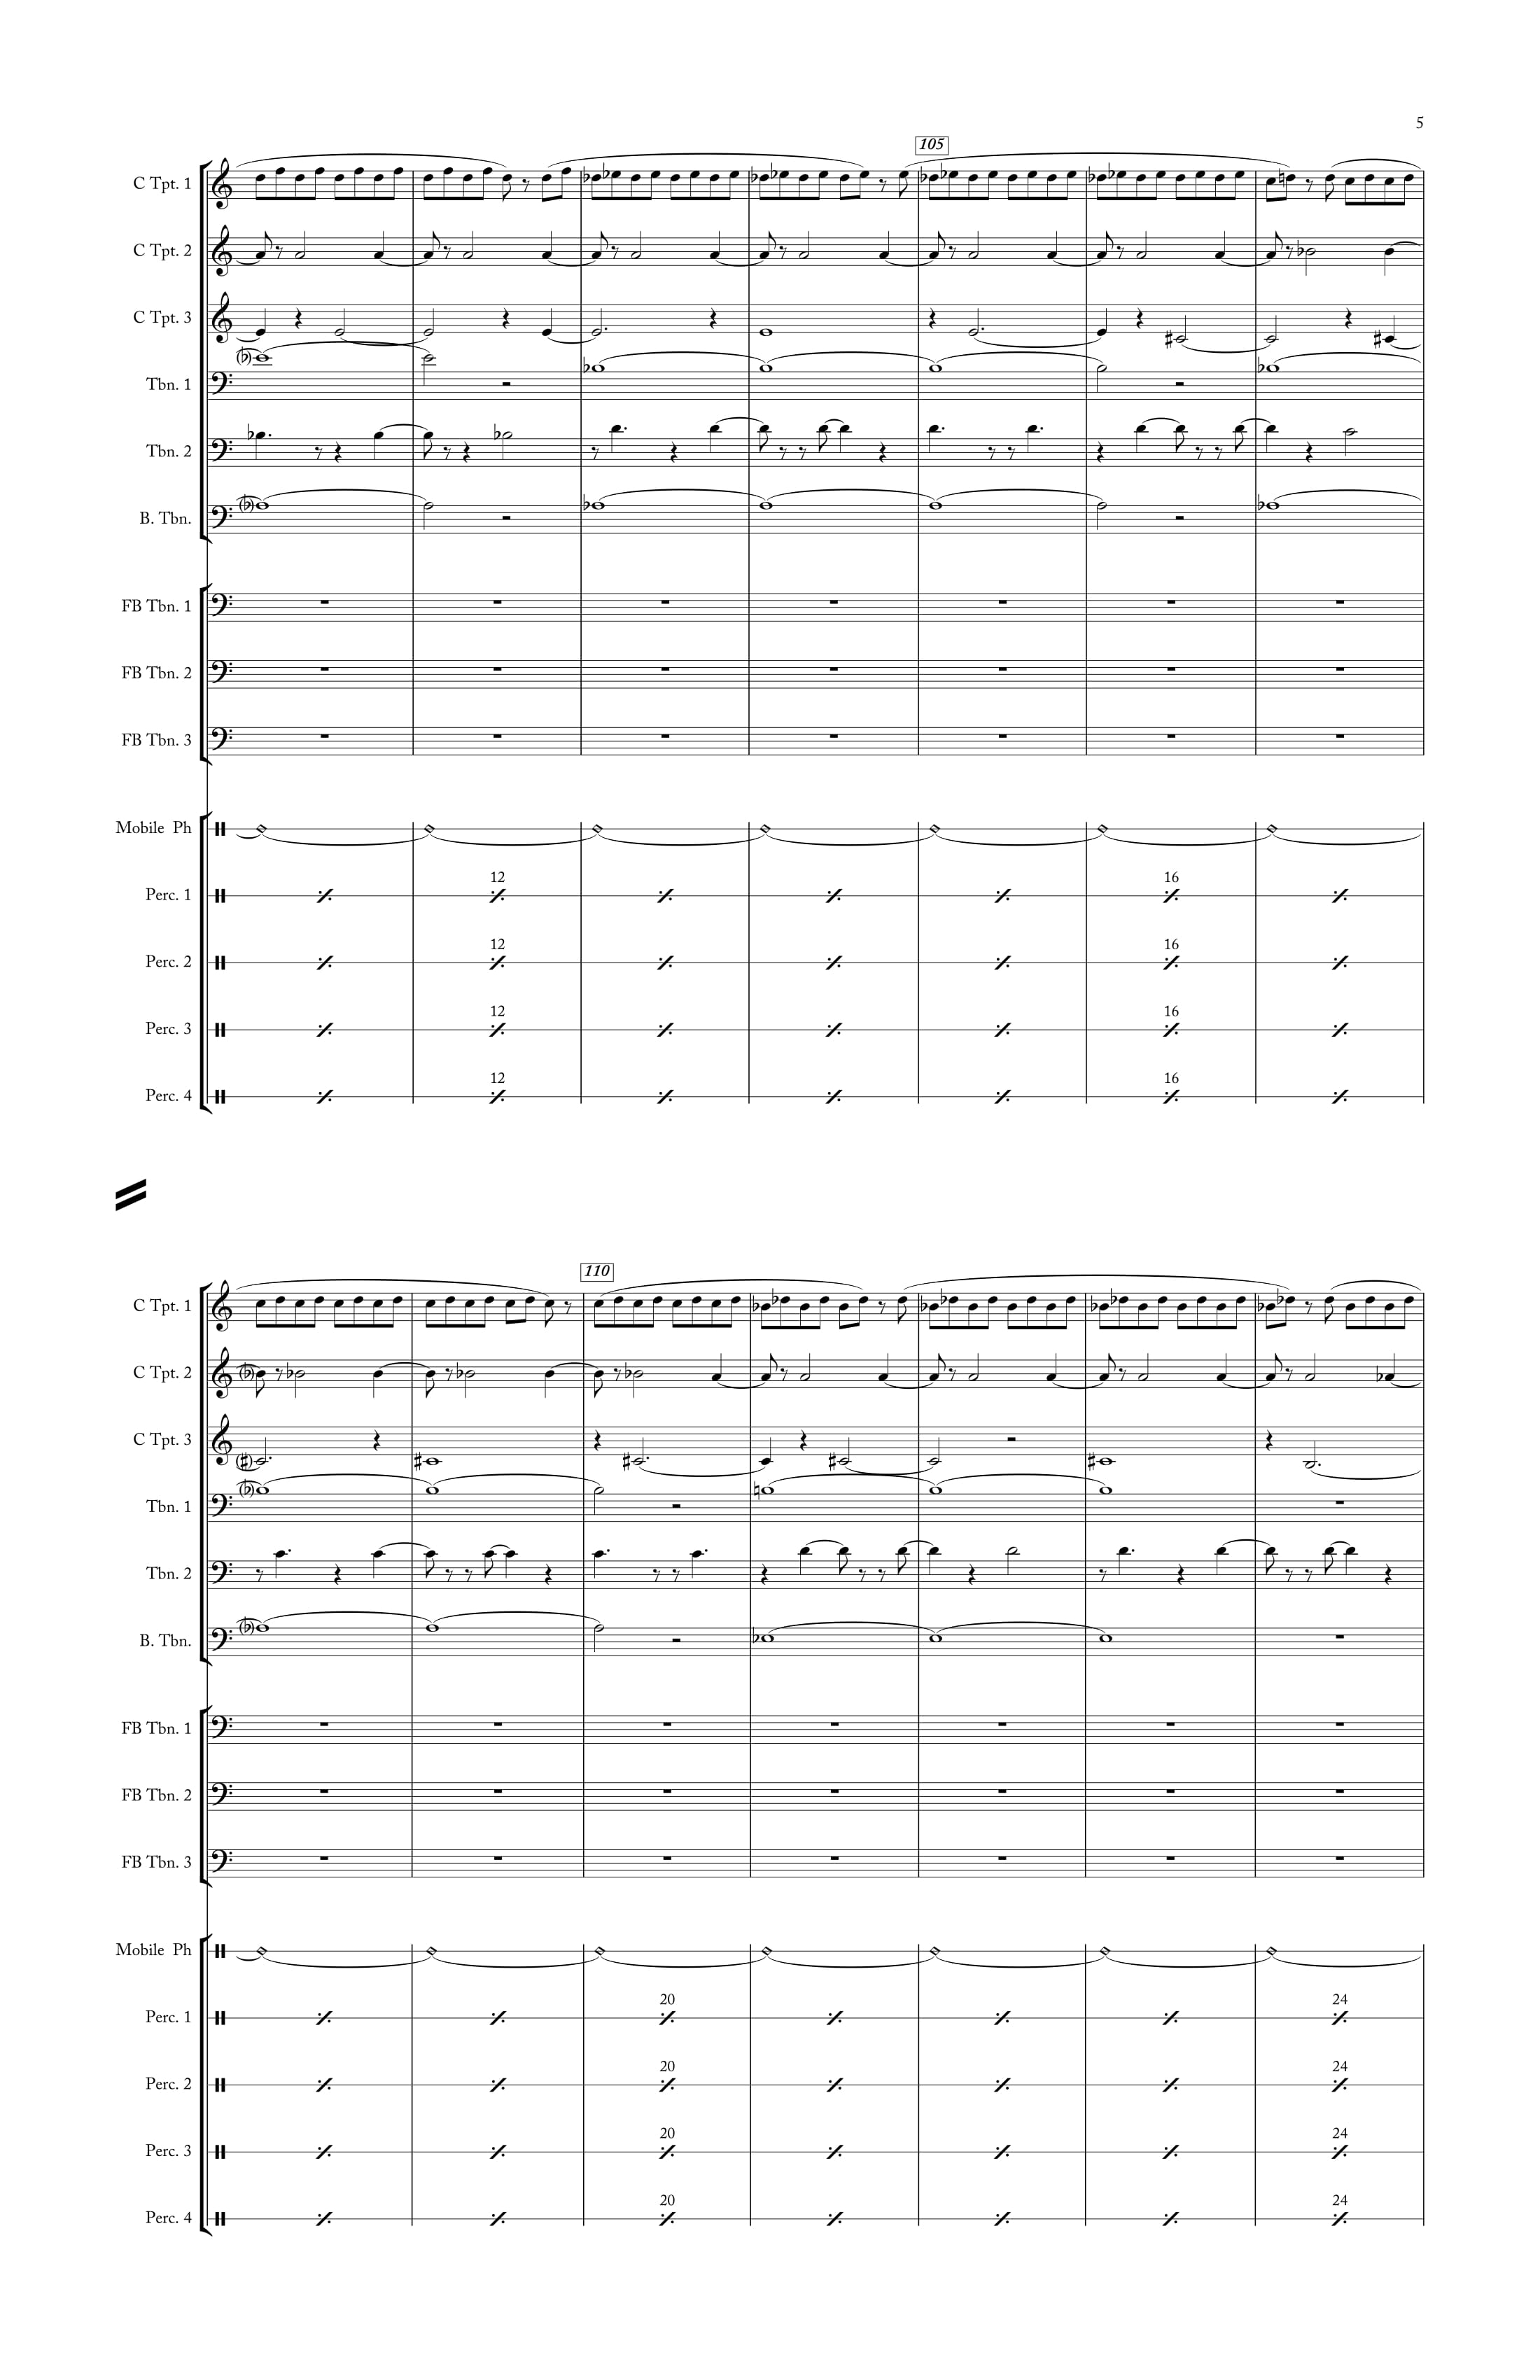 5
105
C Tpt. 1
C Tpt. 2
C Tpt. 3
Tbn. 1
Tbn. 2
B. Tbn.
FB Tbn. 1
FB Tbn. 2
FB Tbn. 3
Mobile Ph
12 16
Perc. 1
12 16
Perc. 2
12 16
Perc. 3
12 16
Perc. 4
110
C Tpt. 1
C Tpt. 2
C Tpt. 3
Tbn. 1
Tbn. 2
B. Tbn.
FB Tbn. 1
FB Tbn. 2
FB Tbn. 3
Mobile Ph
20 24
Perc. 1
20 24
Perc. 2
20 24
Perc. 3
20 24
Perc. 4